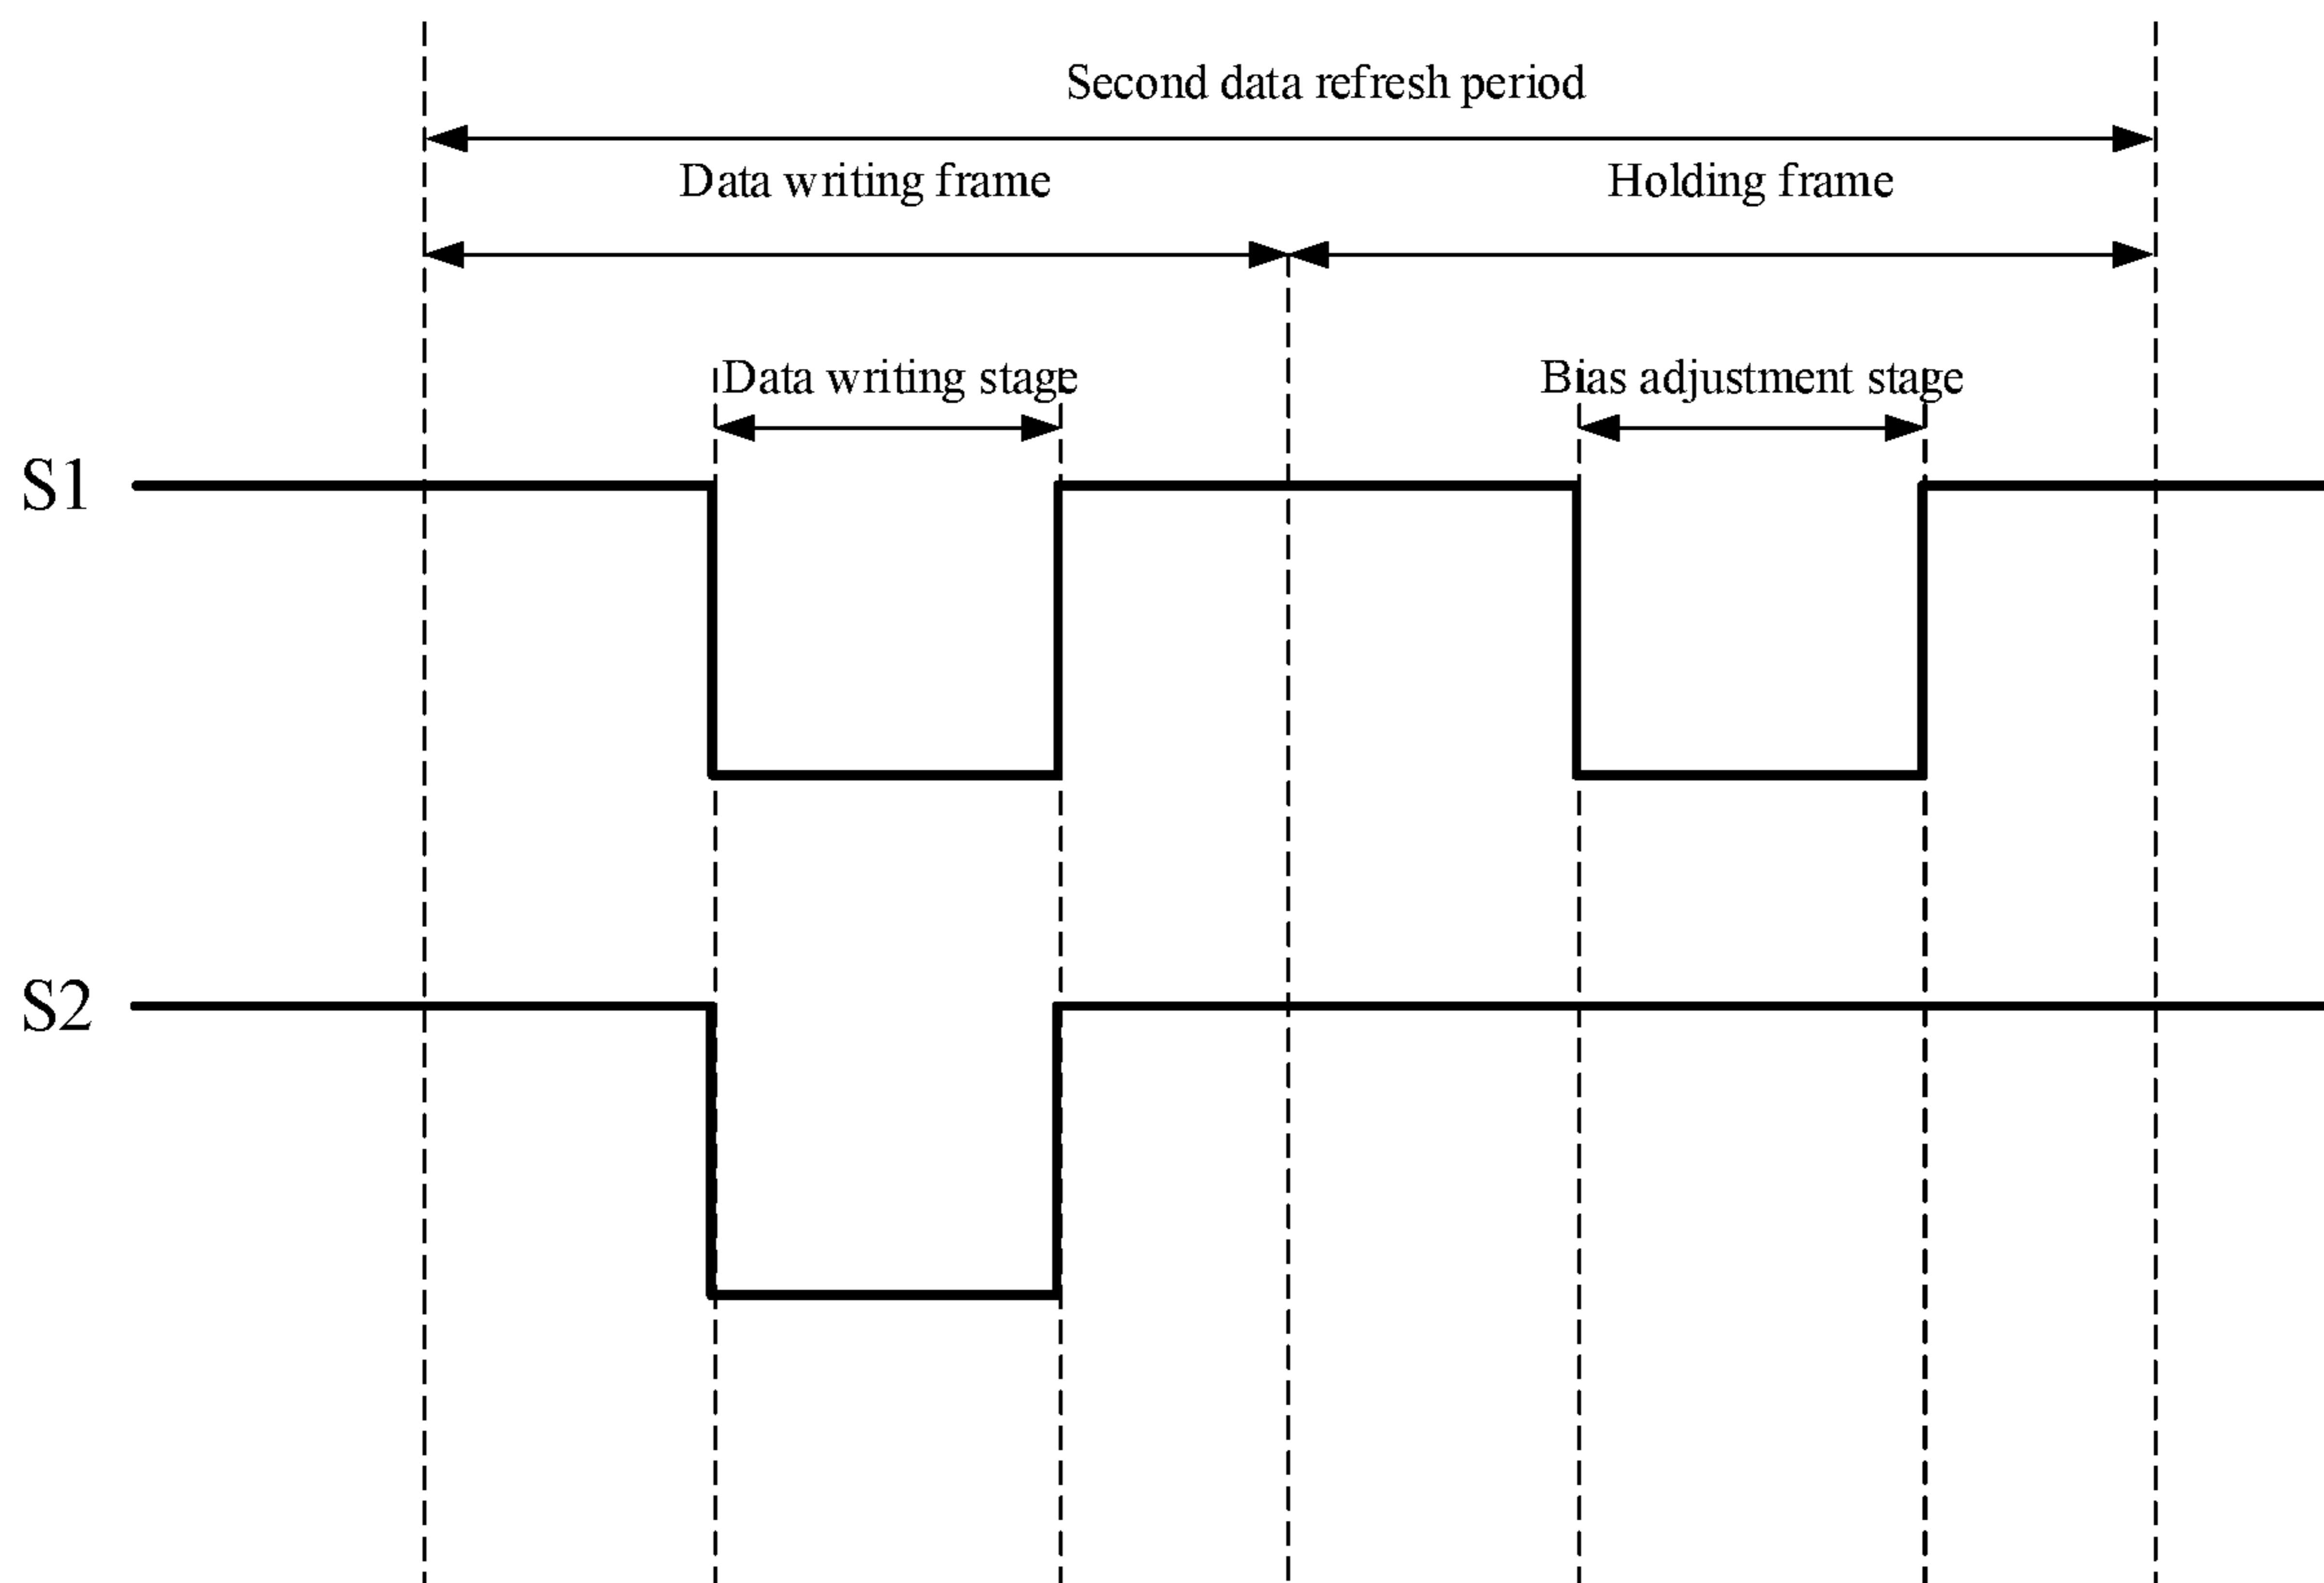 Second data refresh period
Data writing frame
Holding frame
Data writing stage
Bias adjustment stage
S1
S2